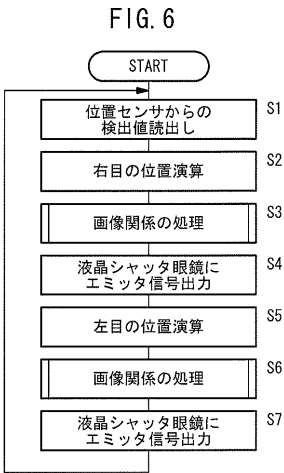 FIG. 6
START
位置センサからの
検出値読出し
S1
右目の位置演算
S2
画像関係の処理
S3
液晶シャッタ眼鏡に
エミッタ信号出力
S4
左目の位置演算
S5
画像関係の処理
S6
液晶シャッタ眼鏡に
エミッタ信号出力
S7